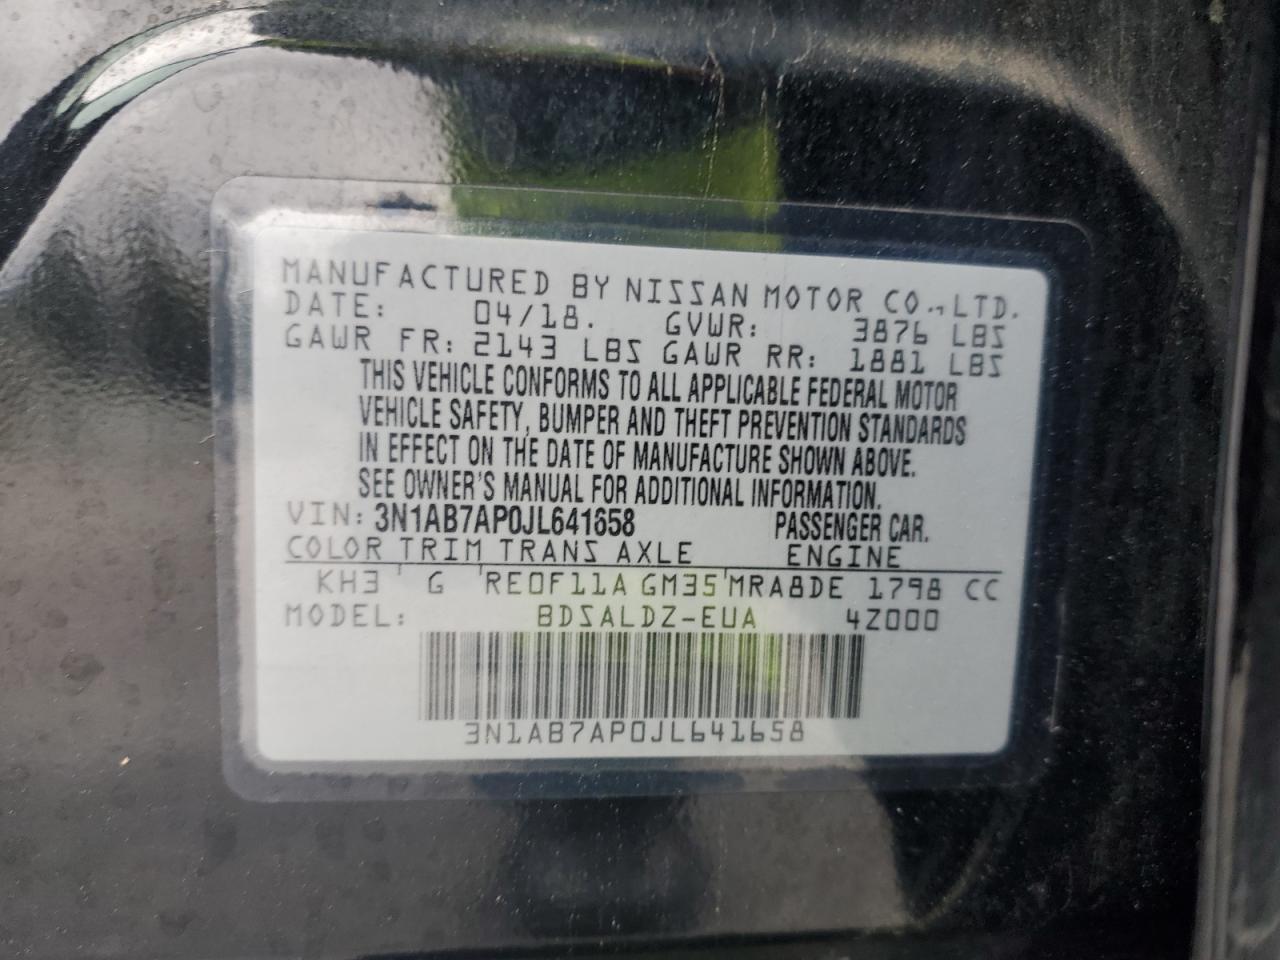 MANUFACTURED BY NISSAN MOTOR CO.,LTD.
DATE: 04/18. GVWR: 3876 LBS
GAWR FR: 2143 LBS GAWR RR: 1881 LBS
THIS VEHICLE CONFORMS TO ALL APPLICABLE FEDERAL MOTOR
VEHICLE SAFETY, BUMPER AND THEFT PREVENTION STANDARDS
IN EFFECT ON THE DATE OF MANUFACTURE SHOWN ABOVE.
SEE OWNER'S MANUAL FOR ADDITIONAL INFORMATION.
VIN: 3N1AB7AP0JL641658 PASSENGER CAR.
COLOR TRIM TRANS AXLE ENGINE
KH3 G RE0F11A GM35 MRA8DE 1798 CC
MODEL: BDSALDZ-EUA 4Z000
3N1AB7AP0JL641658